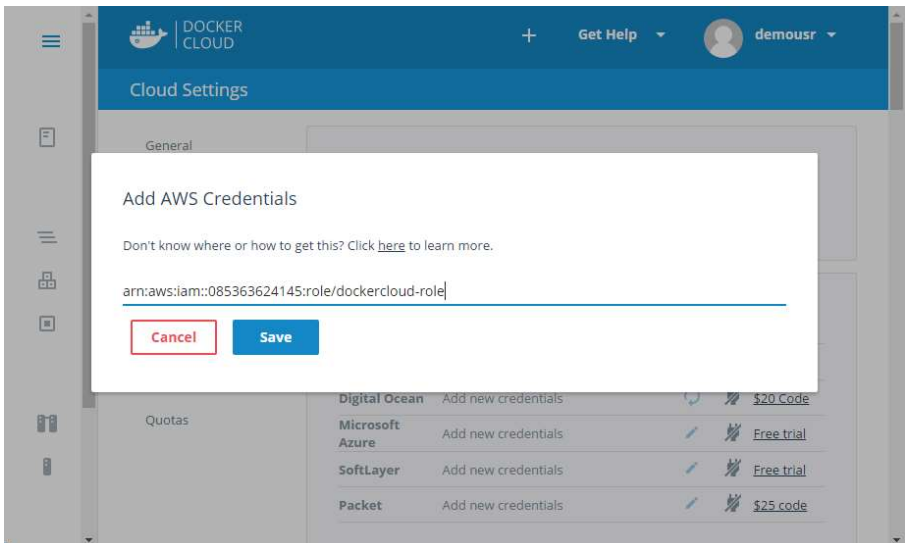 DOCKER
CLOUD
+ Get Help demousr
Cloud Settings
General
Add AWS Credentials
Don't know where or how to get this? Click here to learn more.
arn:aws:iam::085363624145:role/dockercloud-role
Cancel Save
Digital Ocean Add new credentials $20 Code
Quotas
Microsoft
Azure Add new credentials Free trial
SoftLayer Add new credentials Free trial
Packet Add new credentials $25 code